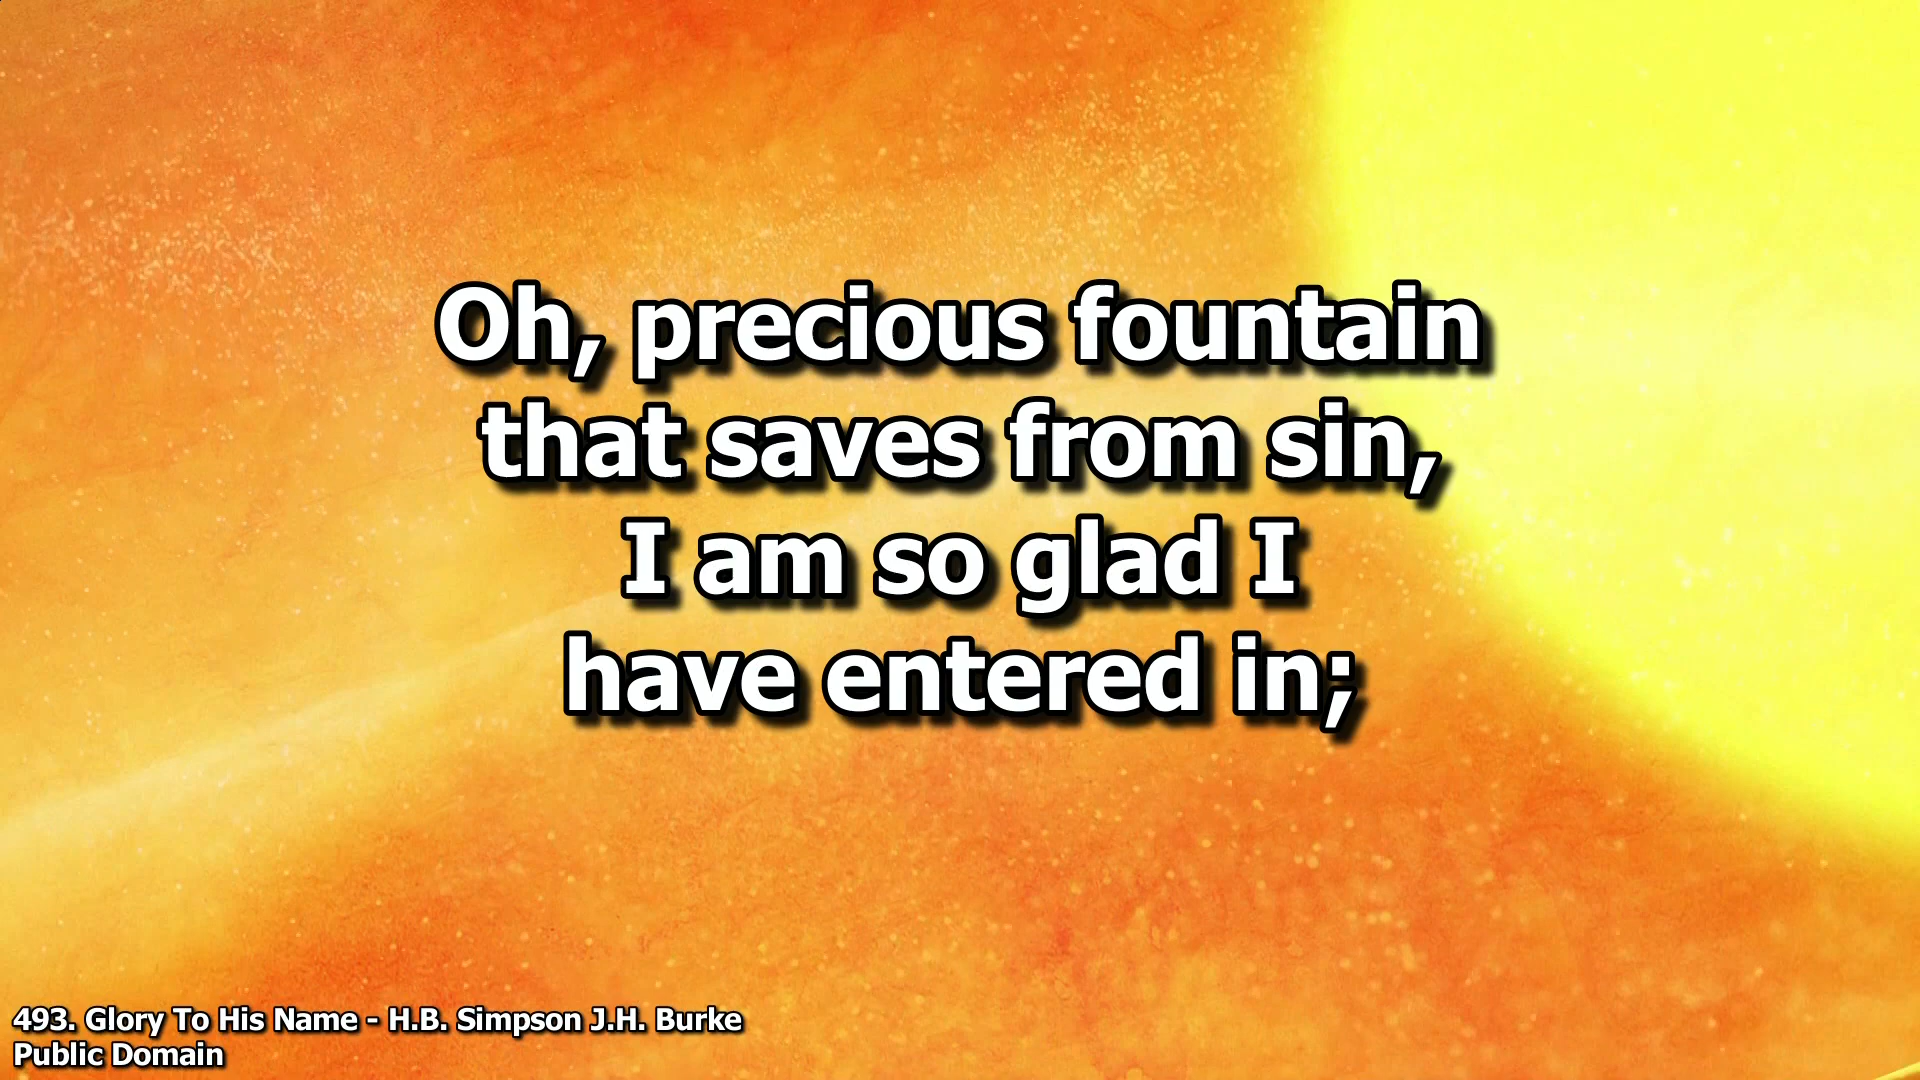 Oh, precious fountain
that saves from sin,
I am so glad I
have entered in;
493. Glory To His Name - H.B. Simpson J.H. Burke
Public Domain